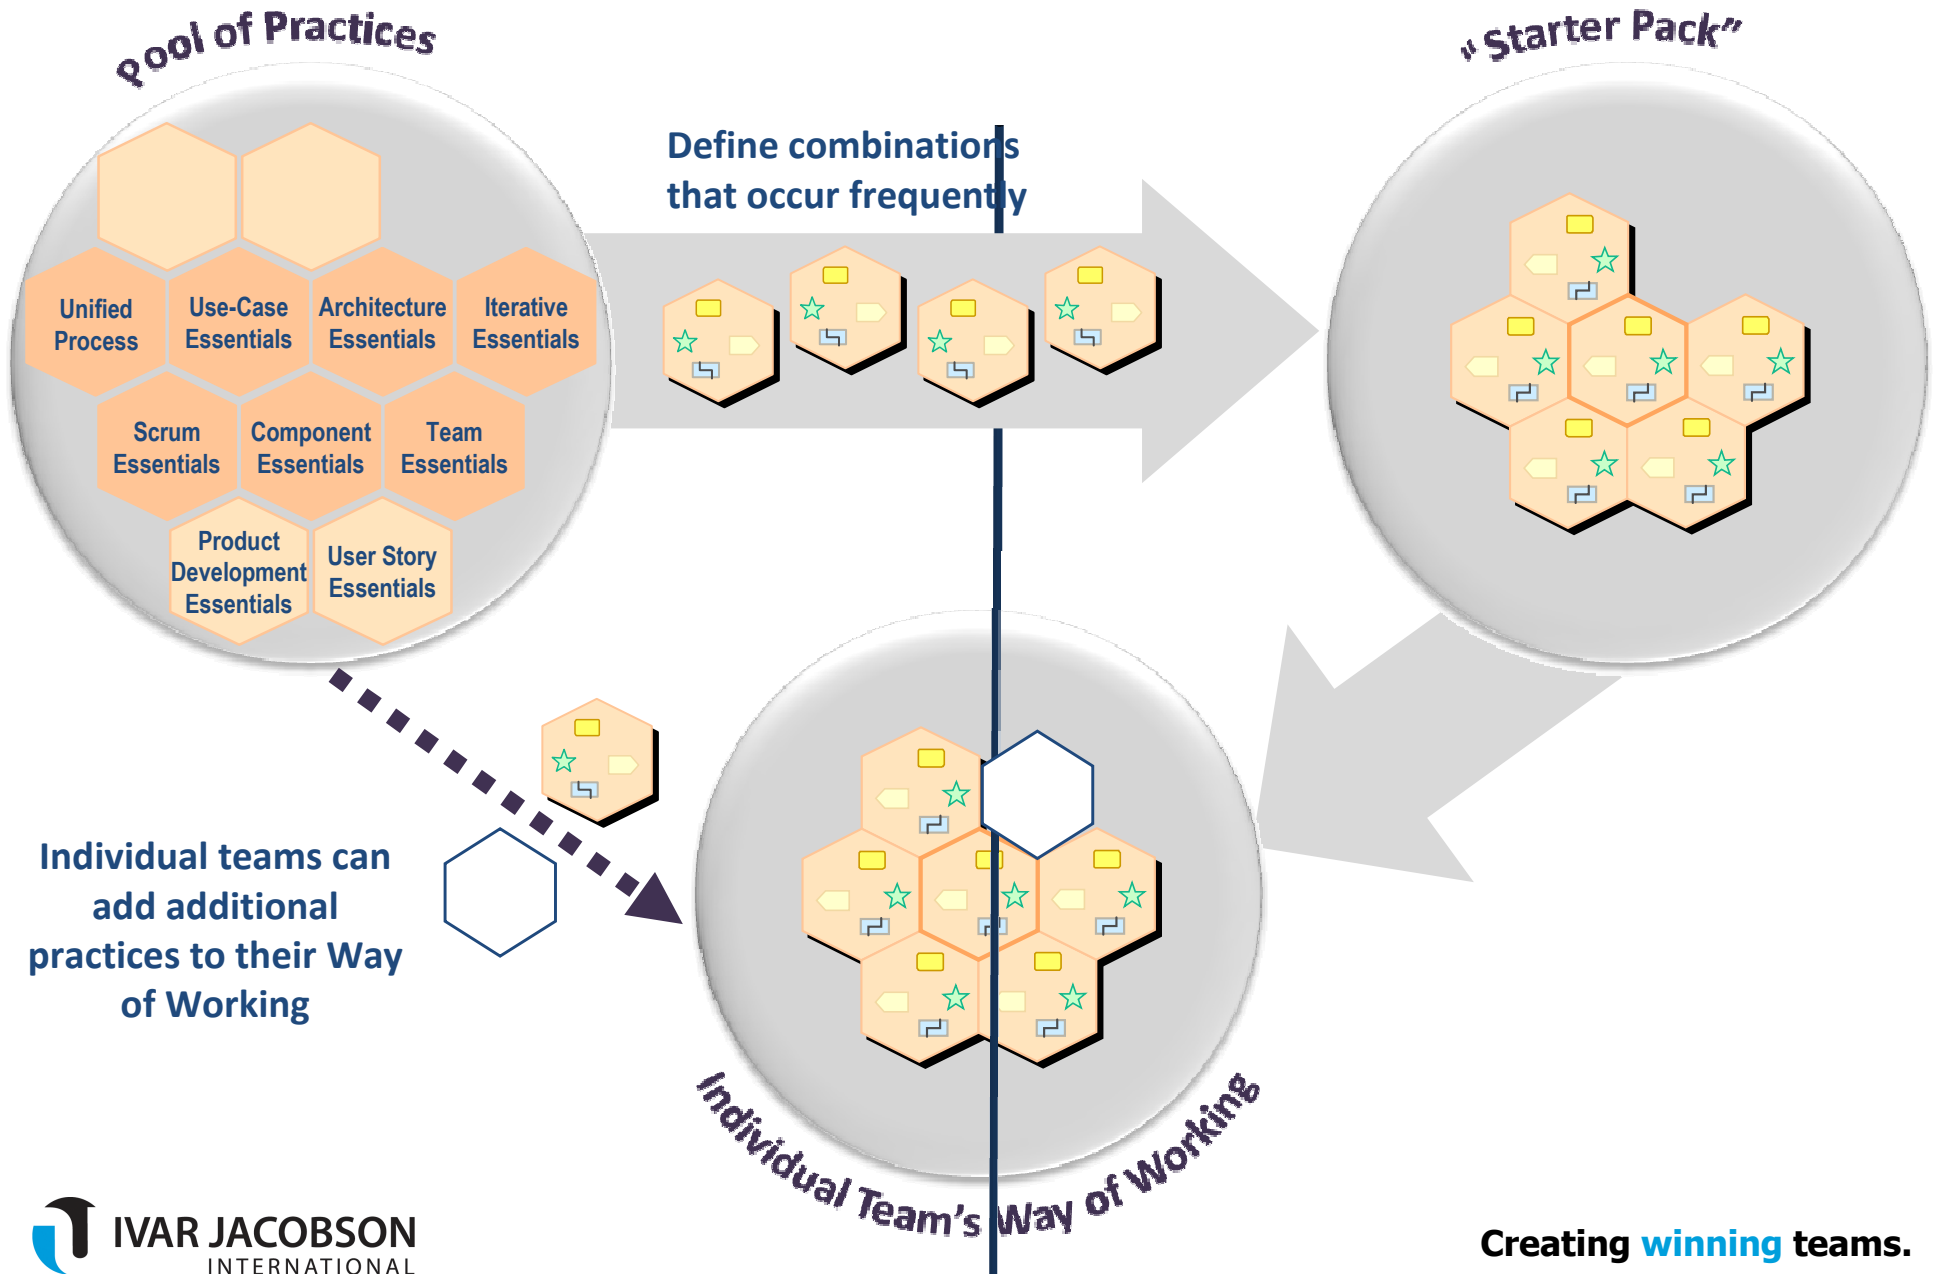 Pool of Practices
"Starter Pack"
Define combinations
that occur frequently
Unified
Process
Use-Case
Essentials
Architecture
Essentials
Iterative
Essentials
Scrum
Essentials
Component
Essentials
Team
Essentials
Product
Development
Essentials
User Story
Essentials
Individual teams can
add additional
practices to their Way
of Working
Individual Team's Way of Working
IVAR JACOBSON
INTERNATIONAL
Creating winning teams.